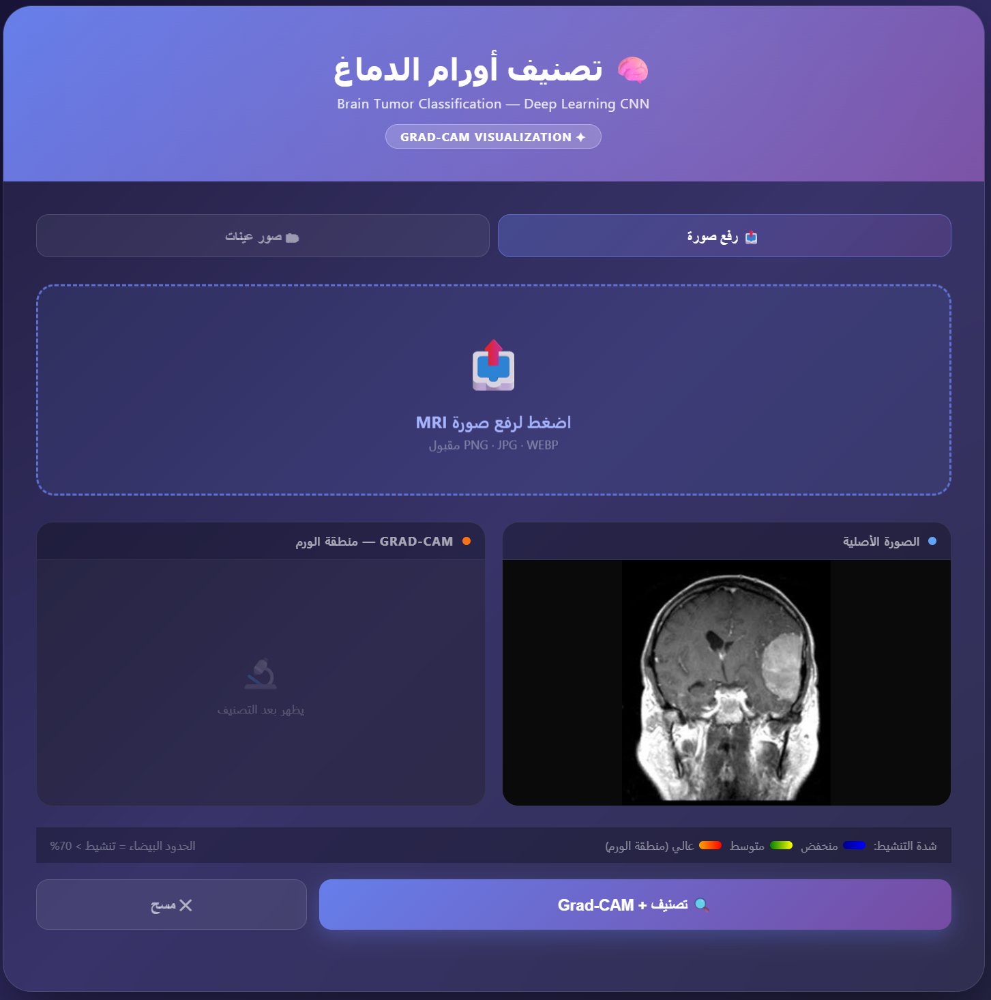 تصنيف أورام الدماغ
Brain Tumor Classification — Deep Learning CNN
GRAD-CAM VISUALIZATION
رفع صورة
صور عينات
اضغط لرفع صورة MRI
PNG · JPG · WEBP مقبول
الصورة الأصلية
GRAD-CAM — منطقة الورم
يظهر بعد التصنيف
شدة التنشيط: منخفض متوسط عالي (منطقة الورم)
الحدود البيضاء = تنشيط > 70%
تصنيف + Grad-CAM
مسح